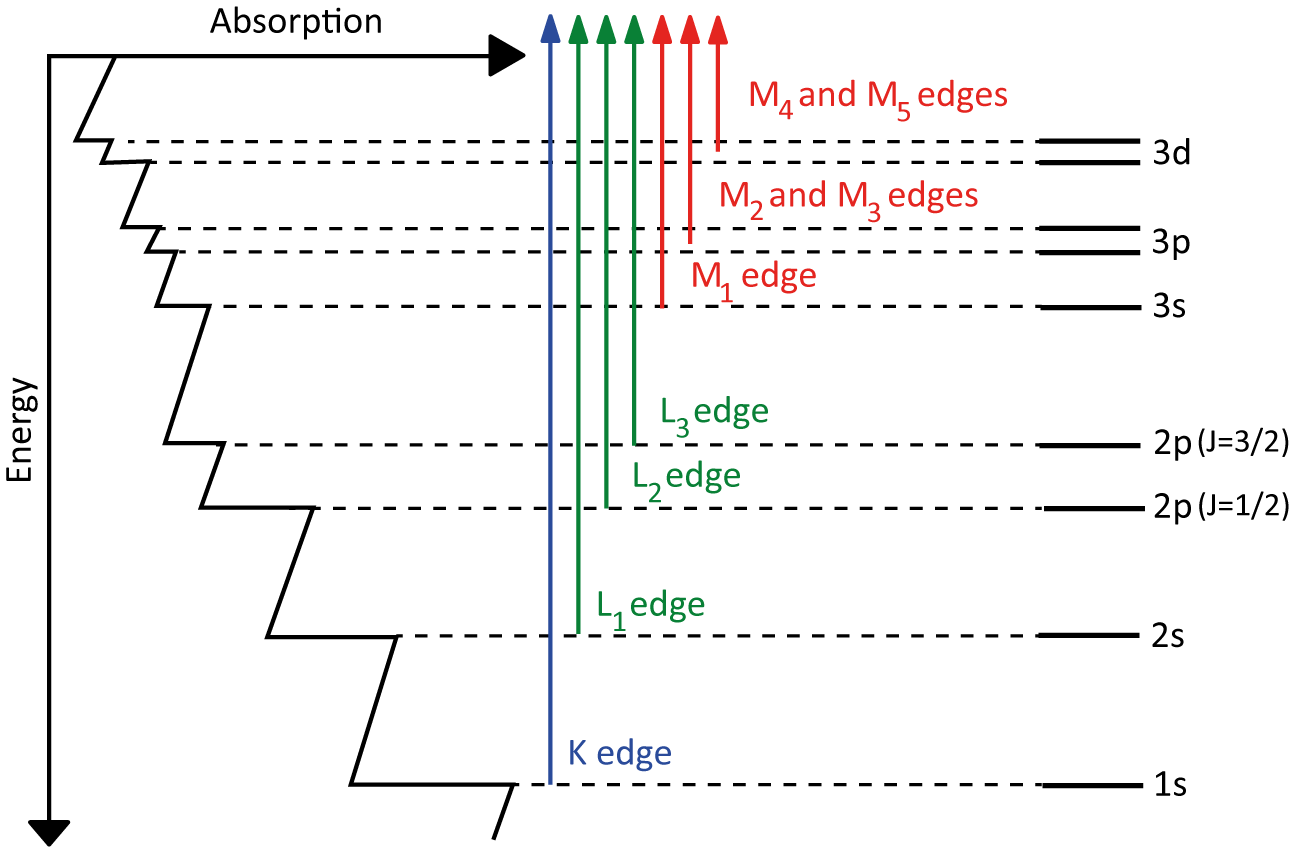 Absorption
M4 and M5 edges
3d
M2 and M3 edges
3p
M1 edge
3s
Energy
L3 edge
2p (J=3/2)
L2 edge
2p (J=1/2)
L1 edge
2s
K edge
1s